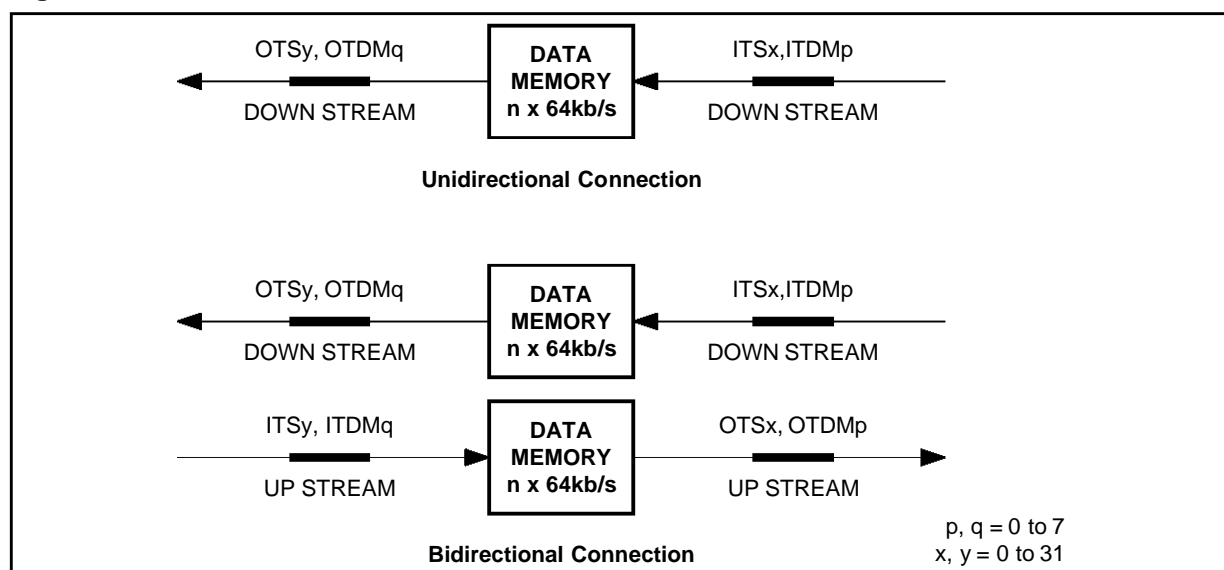 OTSy, OTDMq
DOWN STREAM
DATA
MEMORY
n x 64kb/s
ITSx,ITDMp
DOWN STREAM
Unidirectional Connection
OTSy, OTDMq
DOWN STREAM
DATA
MEMORY
n x 64kb/s
ITSx,ITDMp
DOWN STREAM
ITSy, ITDMq
UP STREAM
DATA
MEMORY
n x 64kb/s
OTSx, OTDMp
UP STREAM
Bidirectional Connection
p, q = 0 to 7
x, y = 0 to 31